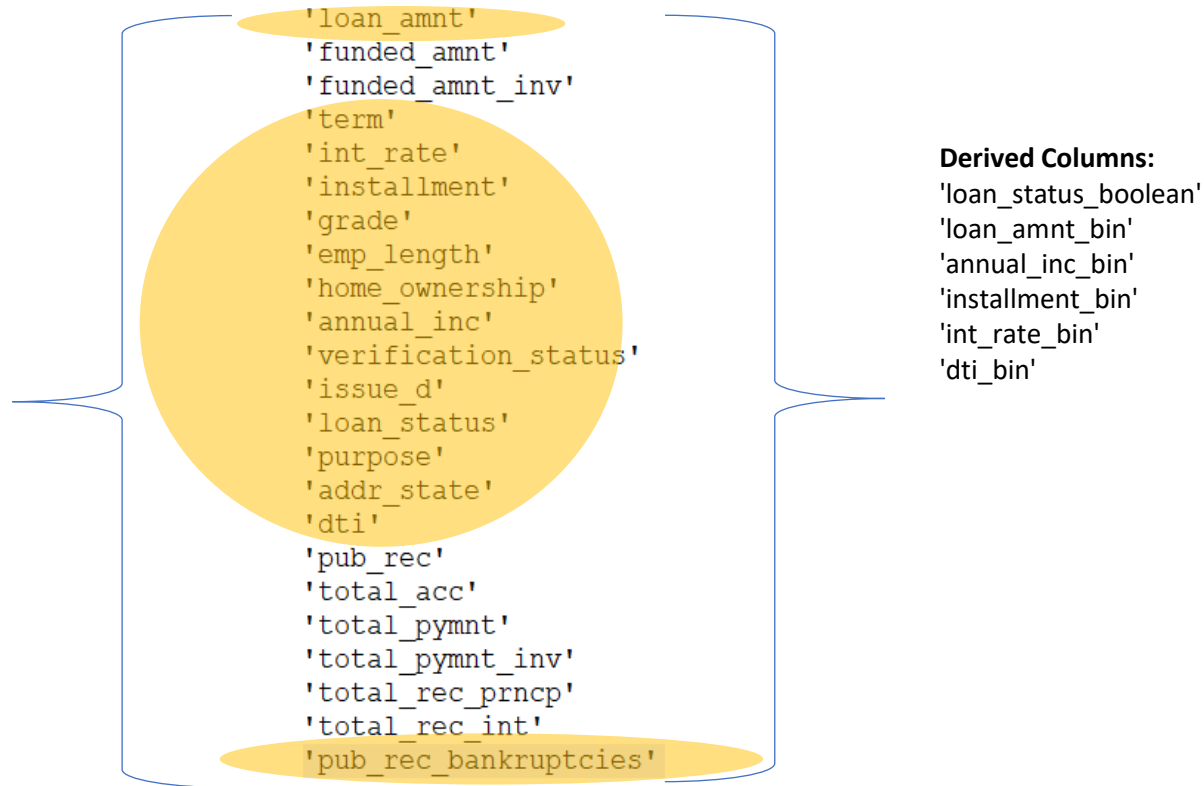 'loan_amnt'
'funded_amnt'
'funded_amnt_inv'
'term'
'int_rate'
'installment'
'grade'
'emp_length'
'home_ownership'
'annual_inc'
'verification_status'
'issue_d'
'loan_status'
'purpose'
'addr_state'
'dti'
'pub_rec'
'total_acc'
'total_pymnt'
'total_pymnt_inv'
'total_rec_prncp'
'total_rec_int'
'pub_rec_bankruptcies'
Derived Columns:
'loan_status_boolean'
'loan_amnt_bin'
'annual_inc_bin'
'installment_bin'
'int_rate_bin'
'dti_bin'